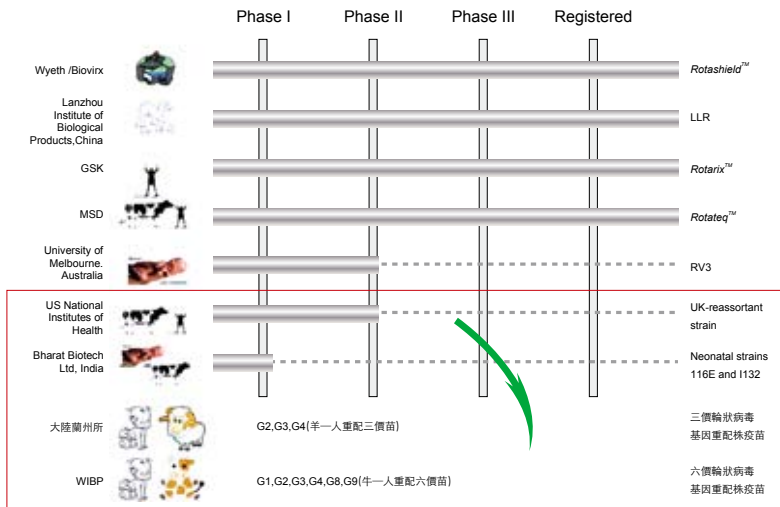 Phase I Phase II Phase III Registered
Wyeth /Biovirx Rotashield™
Lanzhou
Institute of
Biological
Products,China
LLR
GSK Rotarix™
MSD Rotateq™
University of
Melbourne.
Australia
RV3
US National
Institutes of
Health
UK-reassortant
strain
Bharat Biotech
Ltd, India
Neonatal strains
116E and I132
大陸蘭州所 G2,G3,G4(羊—人重配三價苗)
三價輪狀病毒
基因重配株疫苗
WIBP G1,G2,G3,G4,G8,G9(牛—人重配六價苗)
六價輪狀病毒
基因重配株疫苗